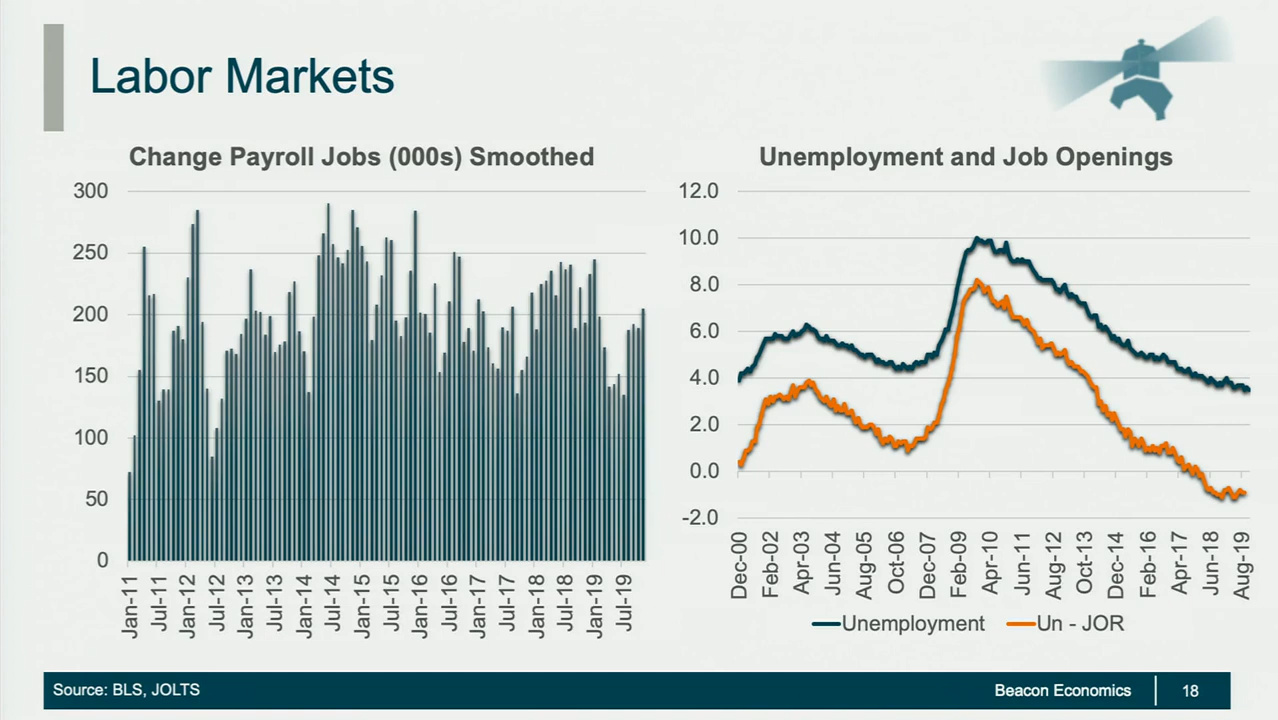 Labor Markets
Change Payroll Jobs (000s) Smoothed
300
250
200
150
100
50
0
Jan-11
Jul-11
Jan-12
Jul-12
Jan-13
Jul-13
Jan-14
Jul-14
Jan-15
Jul-15
Jan-16
Jul-16
Jan-17
Jul-17
Jan-18
Jul-18
Jan-19
Jul-19
Unemployment and Job Openings
12.0
10.0
8.0
6.0
4.0
2.0
0.0
-2.0
Dec-00
Feb-02
Apr-03
Jun-04
Aug-05
Oct-06
Dec-07
Feb-09
Apr-10
Jun-11
Aug-12
Oct-13
Dec-14
Feb-16
Apr-17
Jun-18
Aug-19
Unemployment Un - JOR
Source: BLS, JOLTS
Beacon Economics 18